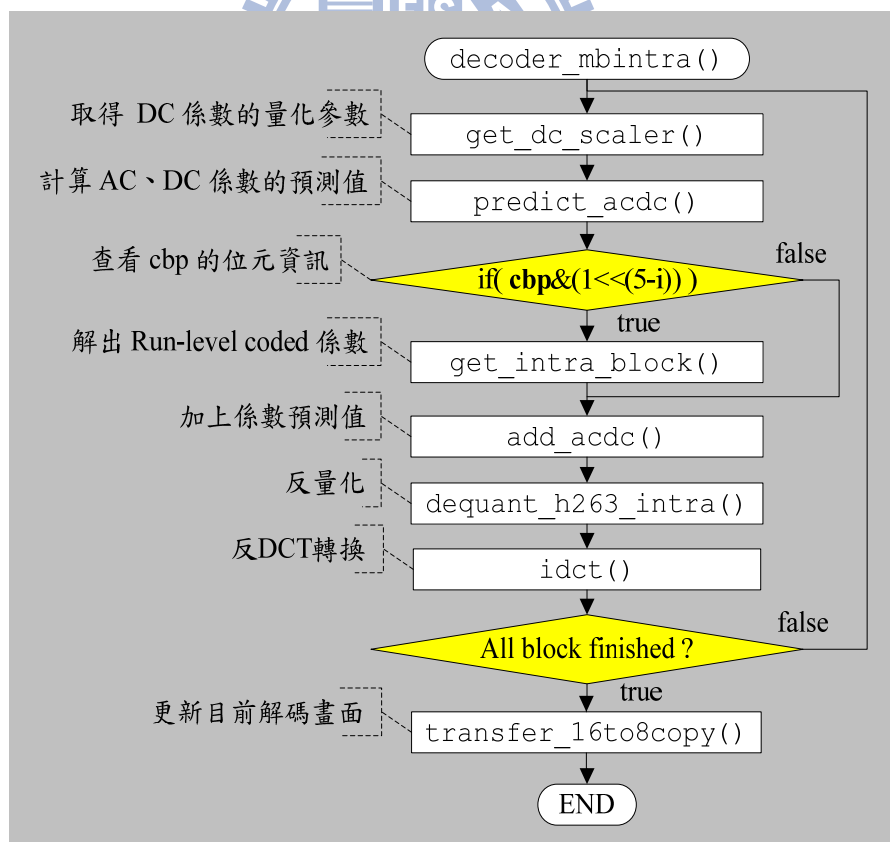 decoder_mbintra()
取得 DC 係數的量化參數
get_dc_scaler()
計算 AC、DC 係數的預測值
predict_acdc()
查看 cbp 的位元資訊
if( cbp&(1<<(5-i)) )
false
true
解出 Run-level coded 係數
get_intra_block()
加上係數預測值
add_acdc()
反量化
dequant_h263_intra()
反DCT轉換
idct()
All block finished ?
false
true
更新目前解碼畫面
transfer_16to8copy()
END